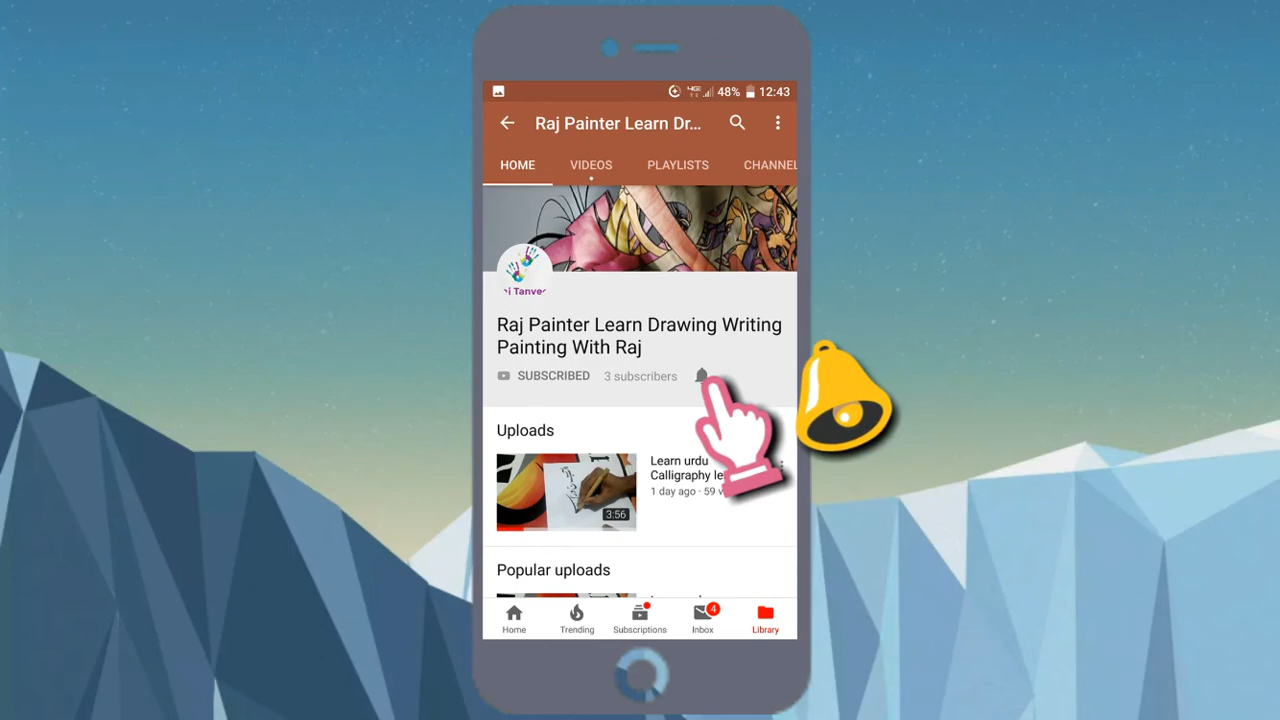 48% 12:43
Raj Painter Learn Dr...
HOME VIDEOS PLAYLISTS CHANNEL
Raj Painter Learn Drawing Writing
Painting With Raj
SUBSCRIBED 3 subscribers
Uploads
Learn urdu
Calligraphy le
1 day ago · 59 v
3:56
Popular uploads
Home Trending Subscriptions Inbox Library
4